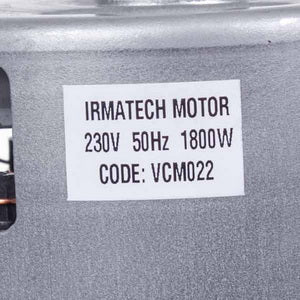 IRMATECH MOTOR
230V 50Hz 1800W
CODE: VCM022